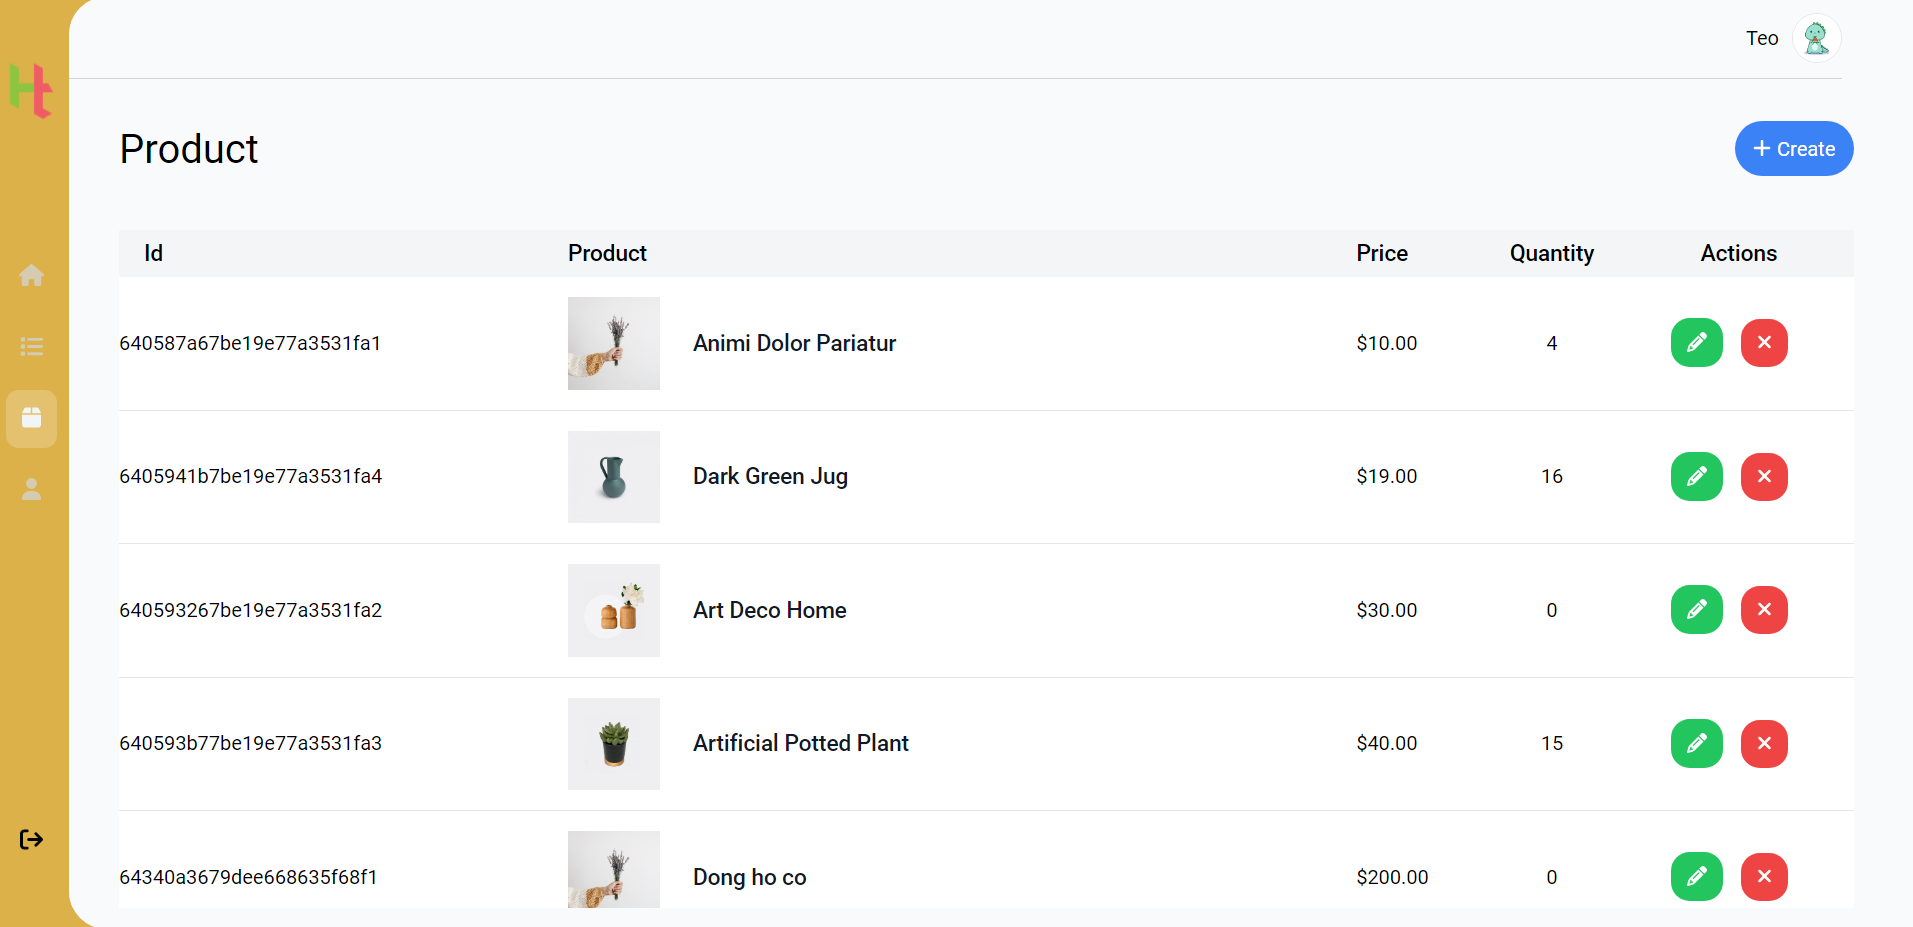 Teo
Product
Create
Id Product Price Quantity Actions
640587a67be19e77a3531fa1 Animi Dolor Pariatur $10.00 4
6405941b7be19e77a3531fa4 Dark Green Jug $19.00 16
640593267be19e77a3531fa2 Art Deco Home $30.00 0
640593b77be19e77a3531fa3 Artificial Potted Plant $40.00 15
64340a3679dee668635f68f1 Dong ho co $200.00 0